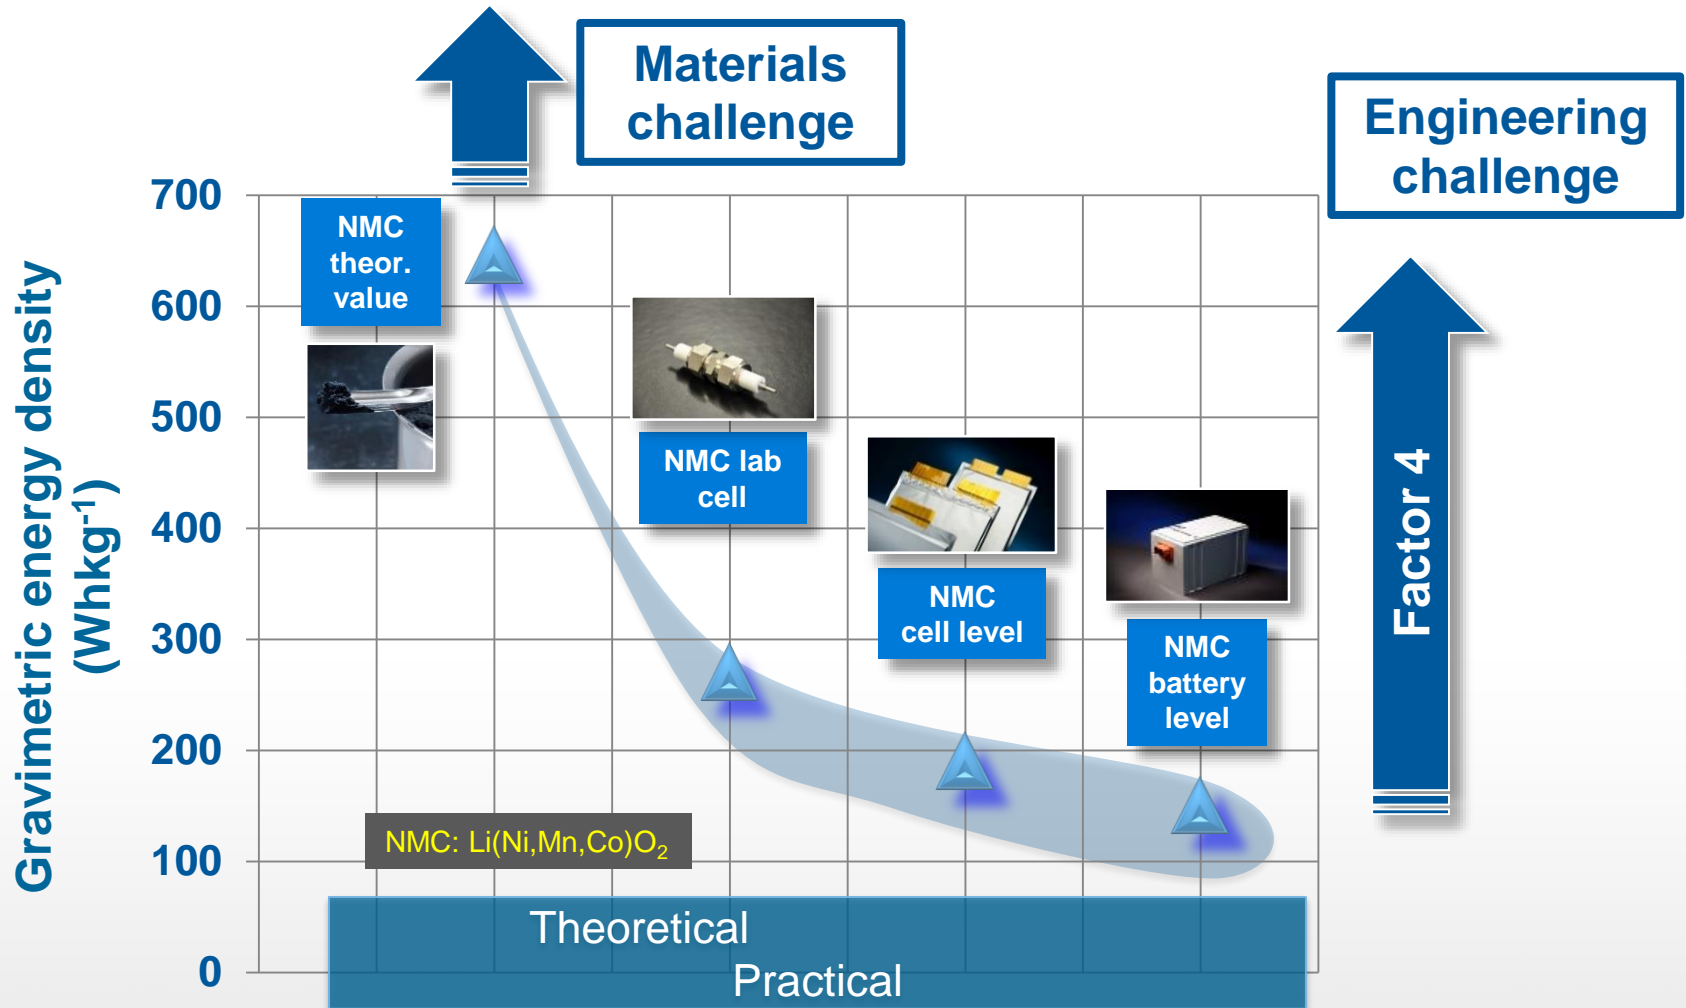 Materials
challenge
Engineering
challenge
Gravimetric energy density
(Whkg⁻¹)
700
600
500
400
300
200
100
0
NMC
theor.
value
NMC lab
cell
NMC
cell level
NMC
battery
level
Factor 4
NMC: Li(Ni,Mn,Co)O₂
Theoretical
Practical